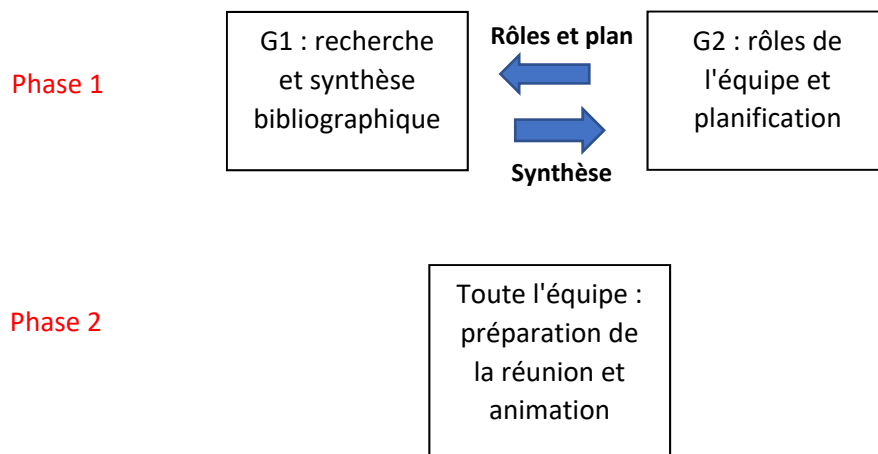 Phase 1
G1 : recherche
et synthèse
bibliographique
Rôles et plan
Synthèse
G2 : rôles de
l'équipe et
planification
Phase 2
Toute l'équipe :
préparation de
la réunion et
animation